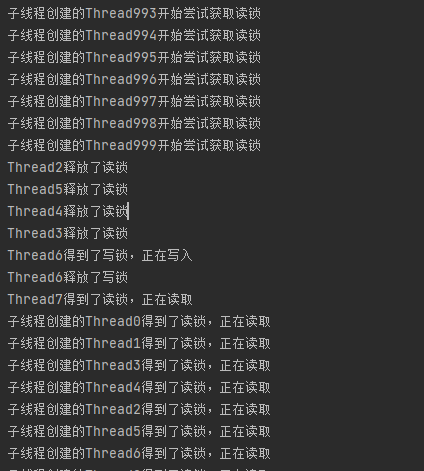 子线程创建的Thread993开始尝试获取读锁
子线程创建的Thread994开始尝试获取读锁
子线程创建的Thread995开始尝试获取读锁
子线程创建的Thread996开始尝试获取读锁
子线程创建的Thread997开始尝试获取读锁
子线程创建的Thread998开始尝试获取读锁
子线程创建的Thread999开始尝试获取读锁
Thread2释放了读锁
Thread5释放了读锁
Thread4释放了读锁
Thread3释放了读锁
Thread6得到了写锁，正在写入
Thread6释放了写锁
Thread7得到了读锁，正在读取
子线程创建的Thread0得到了读锁，正在读取
子线程创建的Thread1得到了读锁，正在读取
子线程创建的Thread3得到了读锁，正在读取
子线程创建的Thread4得到了读锁，正在读取
子线程创建的Thread2得到了读锁，正在读取
子线程创建的Thread5得到了读锁，正在读取
子线程创建的Thread6得到了读锁，正在读取